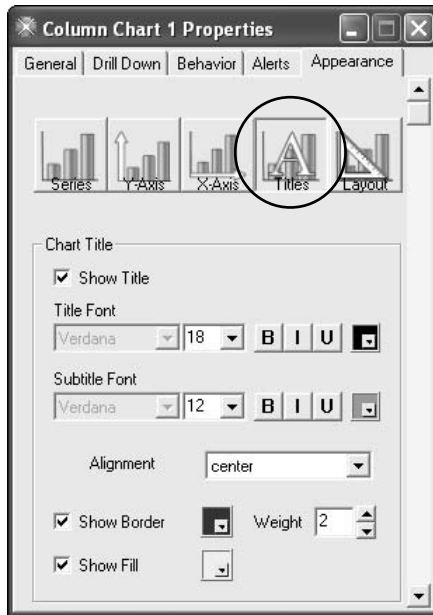 Column Chart 1 Properties
General Drill Down Behavior Alerts Appearance
Series Y-Axis X-Axis Titles Layout
Chart Title
Show Title
Title Font
Verdana 18 B I U
Subtitle Font
Verdana 12 B I U
Alignment center
Show Border Weight 2
Show Fill